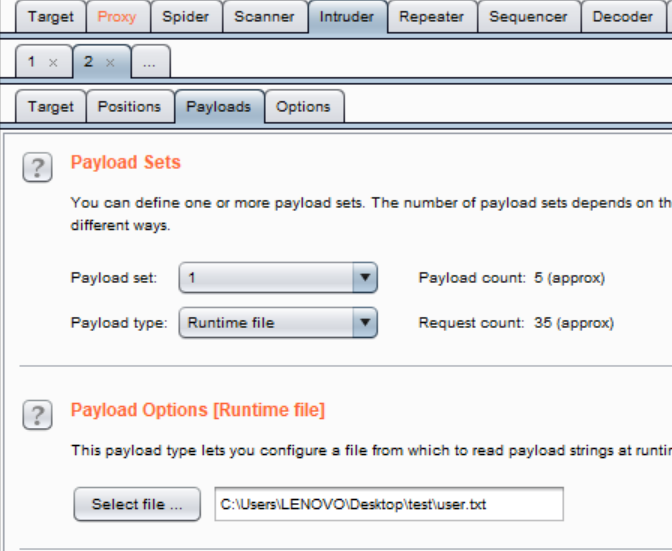 Target Proxy Spider Scanner Intruder Repeater Sequencer Decoder
1 × 2 × ...
Target Positions Payloads Options
? Payload Sets
You can define one or more payload sets. The number of payload sets depends on th
different ways.
Payload set: 1 Payload count: 5 (approx)
Payload type: Runtime file Request count: 35 (approx)
? Payload Options [Runtime file]
This payload type lets you configure a file from which to read payload strings at runtin
Select file ... C:\Users\LENOVO\Desktop\test\user.txt